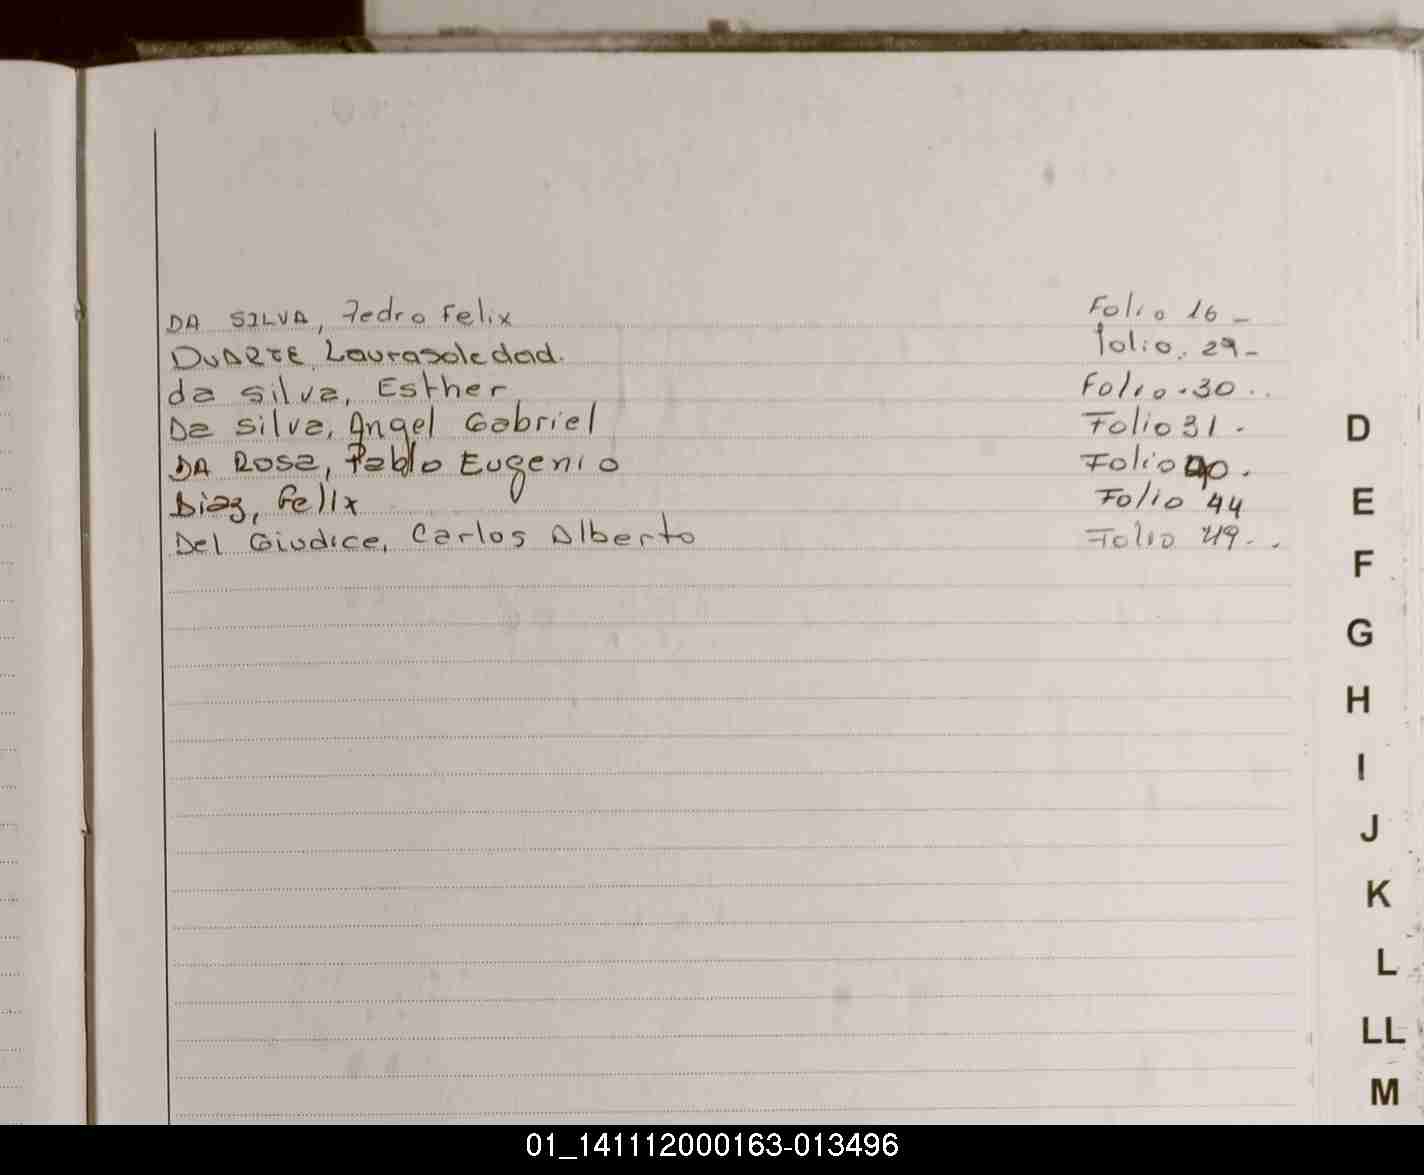 DA SILVA, Pedro Felix Folio 16 -
DUARTE, Laura Soledad. folio. 29 -
da silva, Esther Folio. 30 ..
Da silva, Angel Gabriel Folio 31 -
DA Rosa, Pablo Eugenio Folio 40.
Diaz, Felix Folio 44
Del Giudice, Carlos Alberto Folio 49 - .
D
E
F
G
H
I
J
K
L
LL
M
01_141112000163-013496